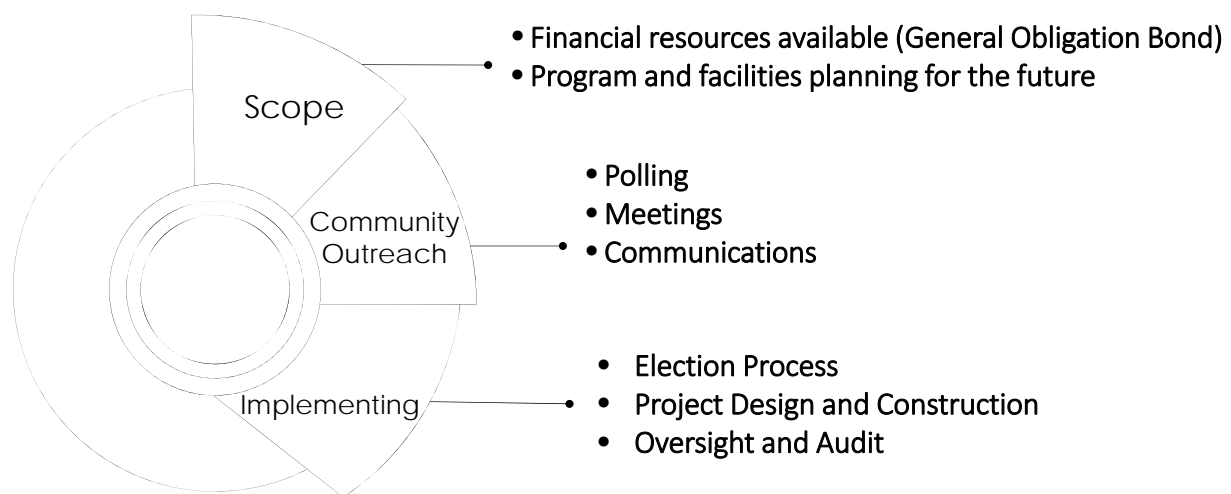 Scope
• Financial resources available (General Obligation Bond)
• Program and facilities planning for the future
Community
Outreach
• Polling
• Meetings
• Communications
Implementing
• Election Process
• Project Design and Construction
• Oversight and Audit